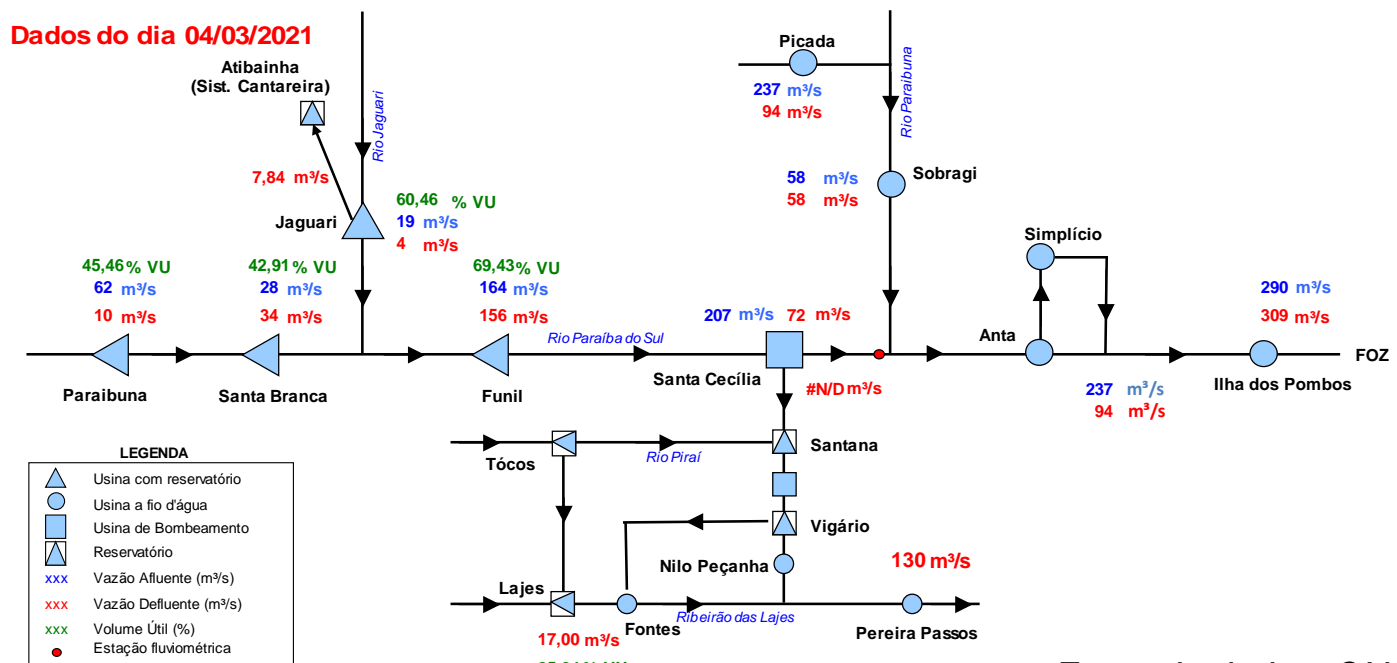 Dados do dia 04/03/2021
Atibainha
(Sist. Cantareira)
Rio Jaguari
7,84 m³/s
Jaguari
60,46 % VU
19 m³/s
4 m³/s
Picada
237 m³/s
94 m³/s
Rio Paraibuna
58 m³/s
58 m³/s
Sobragi
Simplício
45,46% VU
62 m³/s
10 m³/s
Paraibuna
42,91% VU
28 m³/s
34 m³/s
Santa Branca
69,43% VU
164 m³/s
156 m³/s
Funil
Rio Paraíba do Sul
207 m³/s 72 m³/s
Santa Cecília
#N/D m³/s
Anta
237 m³/s
94 m³/s
290 m³/s
309 m³/s
Ilha dos Pombos
FOZ
Tócos
Rio Piraí
Santana
Vigário
Nilo Peçanha
130 m³/s
Lajes
Fontes
Ribeirão das Lajes
Pereira Passos
17,00 m³/s
LEGENDA
Usina com reservatório
Usina a fio d'água
Usina de Bombeamento
Reservatório
xxx Vazão Afluente (m³/s)
xxx Vazão Defluente (m³/s)
xxx Volume Útil (%)
Estação fluviométrica